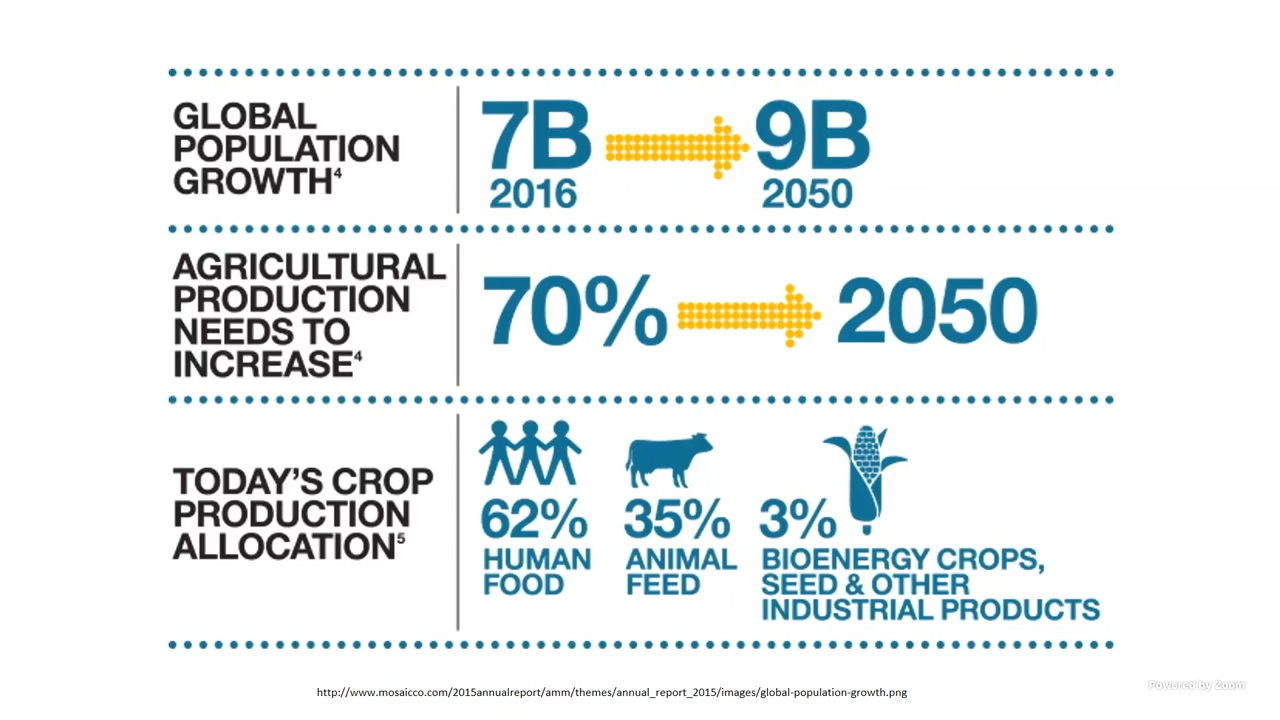 GLOBAL
POPULATION
GROWTH⁴
7B
2016
9B
2050
AGRICULTURAL
PRODUCTION
NEEDS TO
INCREASE⁴
70%
2050
TODAY’S CROP
PRODUCTION
ALLOCATION⁵
62%
HUMAN
FOOD
35%
ANIMAL
FEED
3%
BIOENERGY CROPS,
SEED & OTHER
INDUSTRIAL PRODUCTS
http://www.mosaicco.com/2015annualreport/amm/themes/annual_report_2015/images/global-population-growth.png
Powered by Zoom